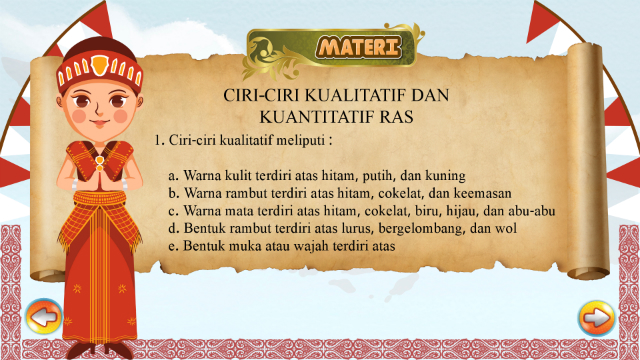 MATERI
CIRI-CIRI KUALITATIF DAN
KUANTITATIF RAS
1. Ciri-ciri kualitatif meliputi :
a. Warna kulit terdiri atas hitam, putih, dan kuning
b. Warna rambut terdiri atas hitam, cokelat, dan keemasan
c. Warna mata terdiri atas hitam, cokelat, biru, hijau, dan abu-abu
d. Bentuk rambut terdiri atas lurus, bergelombang, dan wol
e. Bentuk muka atau wajah terdiri atas